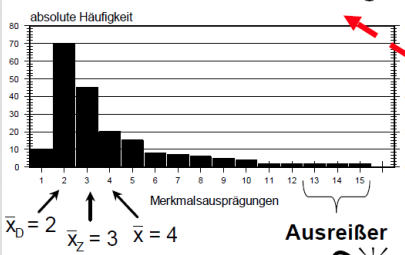 absolute Häufigkeit
80
70
60
50
40
30
20
10
0
1 2 3 4 5 6 7 8 9 10 11 12 13 14 15
Merkmalsausprägungen
x̅D = 2
x̅Z = 3
x̅ = 4
Ausreißer